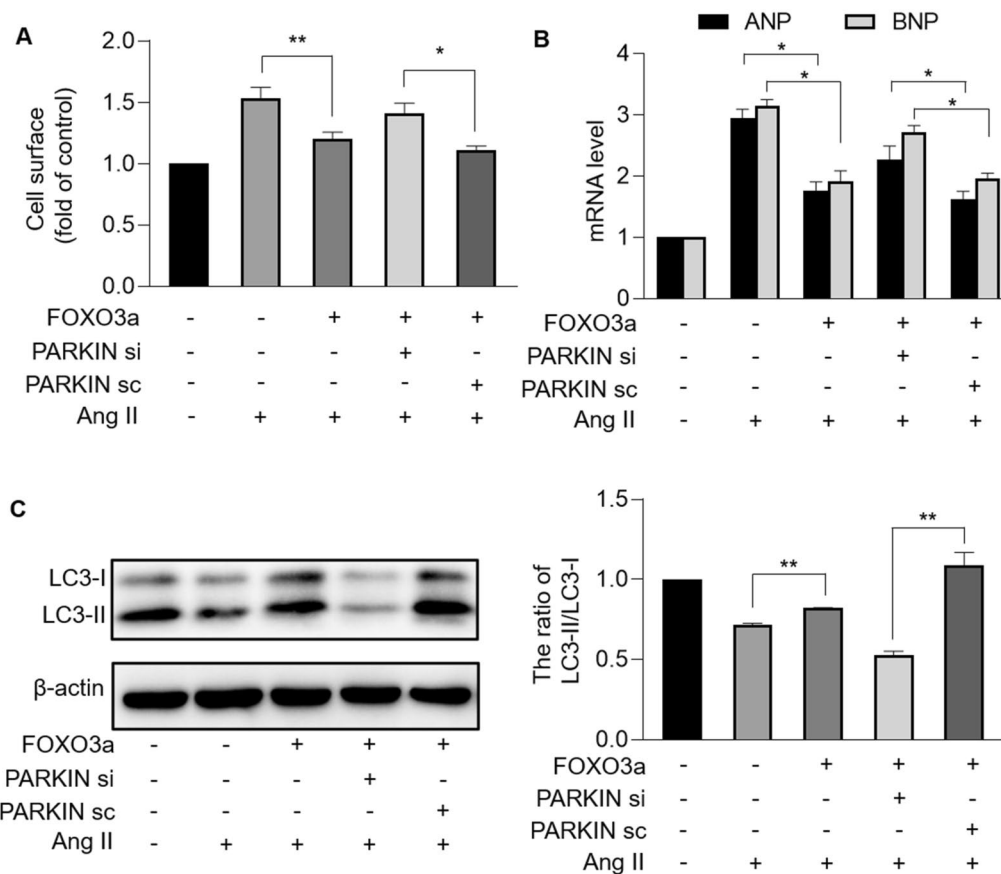 A
2.0
1.5
1.0
0.5
0.0
Cell surface
(fold of control)
** *
FOXO3a - - + + +
PARKIN si - - - + -
PARKIN sc - - - - +
Ang II - + + + +
ANP BNP
B
4
3
2
1
0
mRNA level
* * * *
FOXO3a - - + + +
PARKIN si - - - + -
PARKIN sc - - - - +
Ang II - + + + +
C
LC3-I
LC3-II
β-actin
FOXO3a - - + + +
PARKIN si - - - + -
PARKIN sc - - - - +
Ang II - + + + +
1.5
1.0
0.5
0.0
The ratio of
LC3-II/LC3-I
** **
FOXO3a - - + + +
PARKIN si - - - + -
PARKIN sc - - - - +
Ang II - + + + +